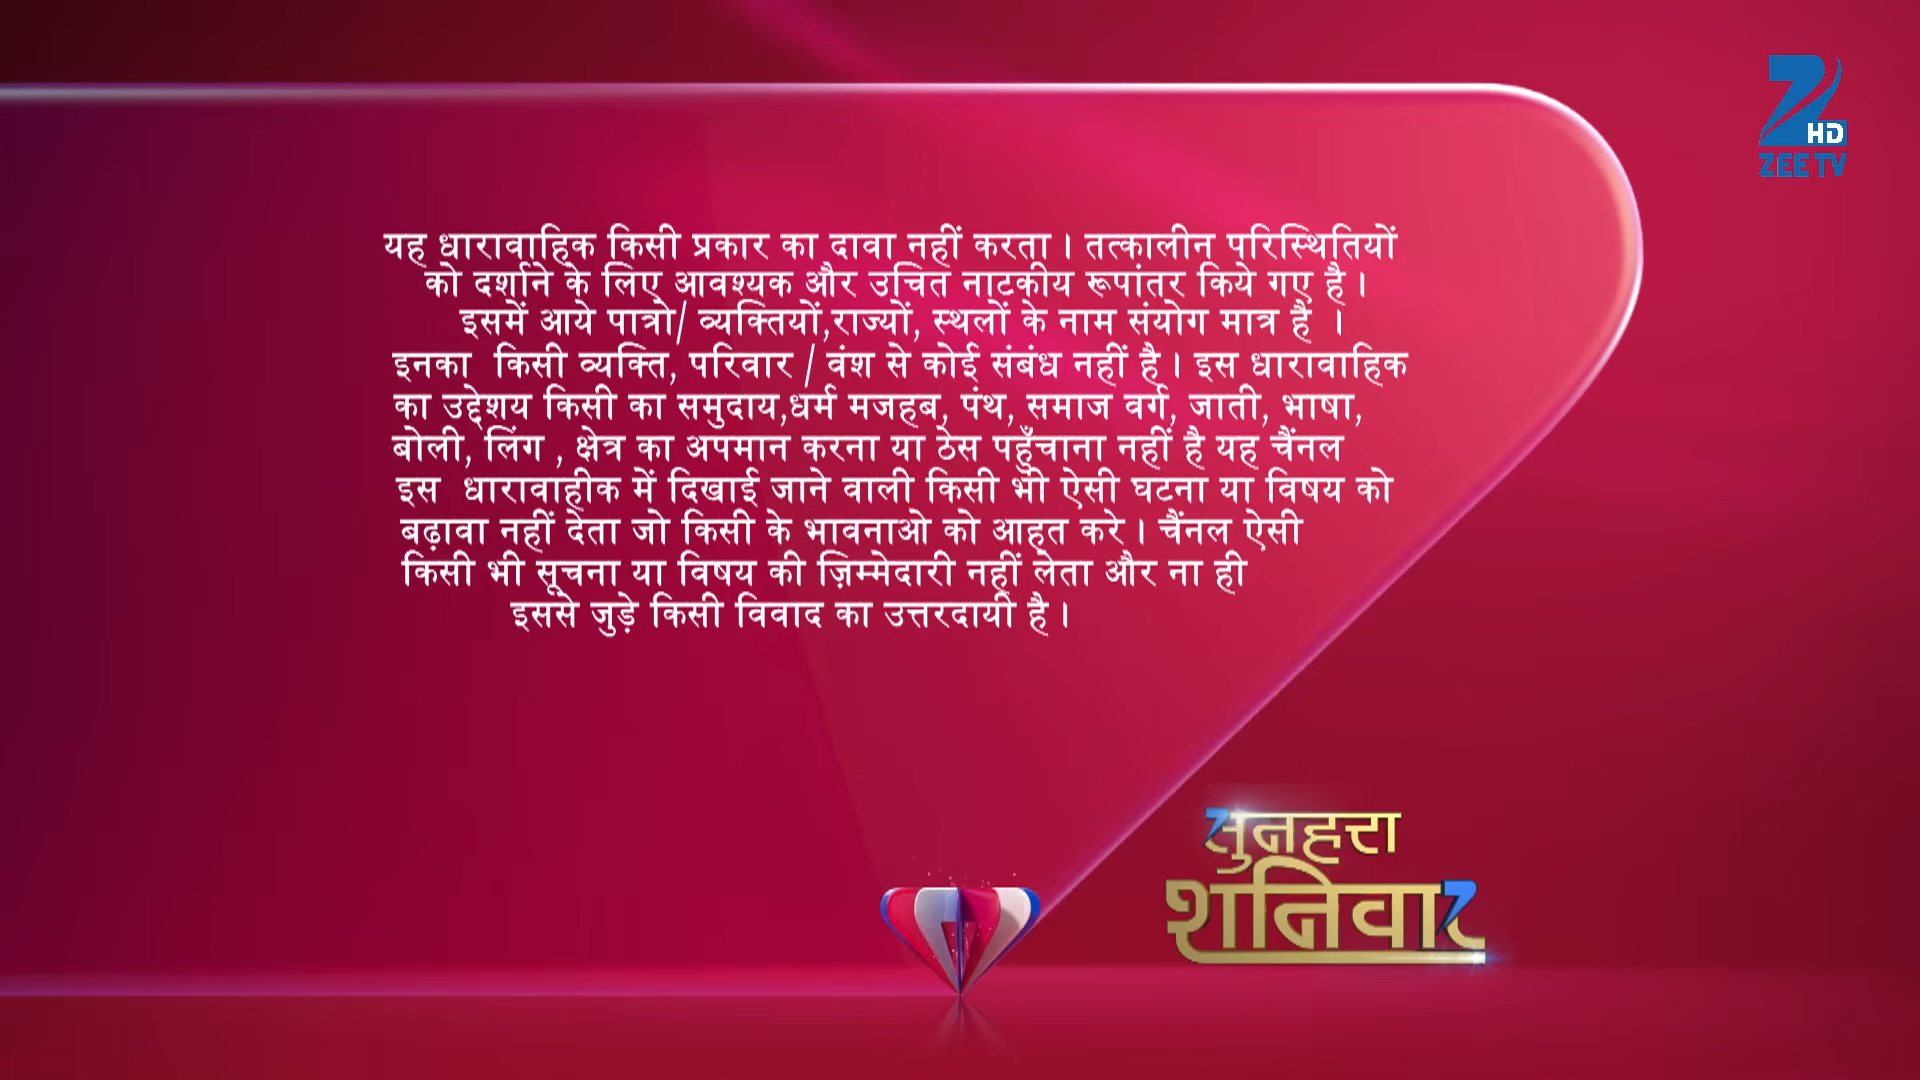 HD
ZEE TV
यह धारावाहिक किसी प्रकार का दावा नहीं करता । तत्कालीन परिस्थितियों
को दर्शाने के लिए आवश्यक और उचित नाटकीय रूपांतर किये गए है ।
इसमें आये पात्रो/ व्यक्तियों,राज्यों, स्थलों के नाम संयोग मात्र हैं ।
इनका किसी व्यक्ति, परिवार / वंश से कोई संबंध नहीं है । इस धारावाहिक
का उद्देशय किसी का समुदाय,धर्म मजहब, पंथ, समाज वर्ग, जाती, भाषा,
बोली, लिंग , क्षेत्र का अपमान करना या ठेस पहुँचाना नहीं है यह चैंनल
इस धारावाहीक में दिखाई जाने वाली किसी भी ऐसी घटना या विषय को
बढ़ावा नहीं देता जो किसी के भावनाओ को आहत करे । चैंनल ऐसी
किसी भी सूचना या विषय की ज़िम्मेदारी नहीं लेता और ना ही
इससे जुड़े किसी विवाद का उत्तरदायी है ।
सुनहरा
शनिवार